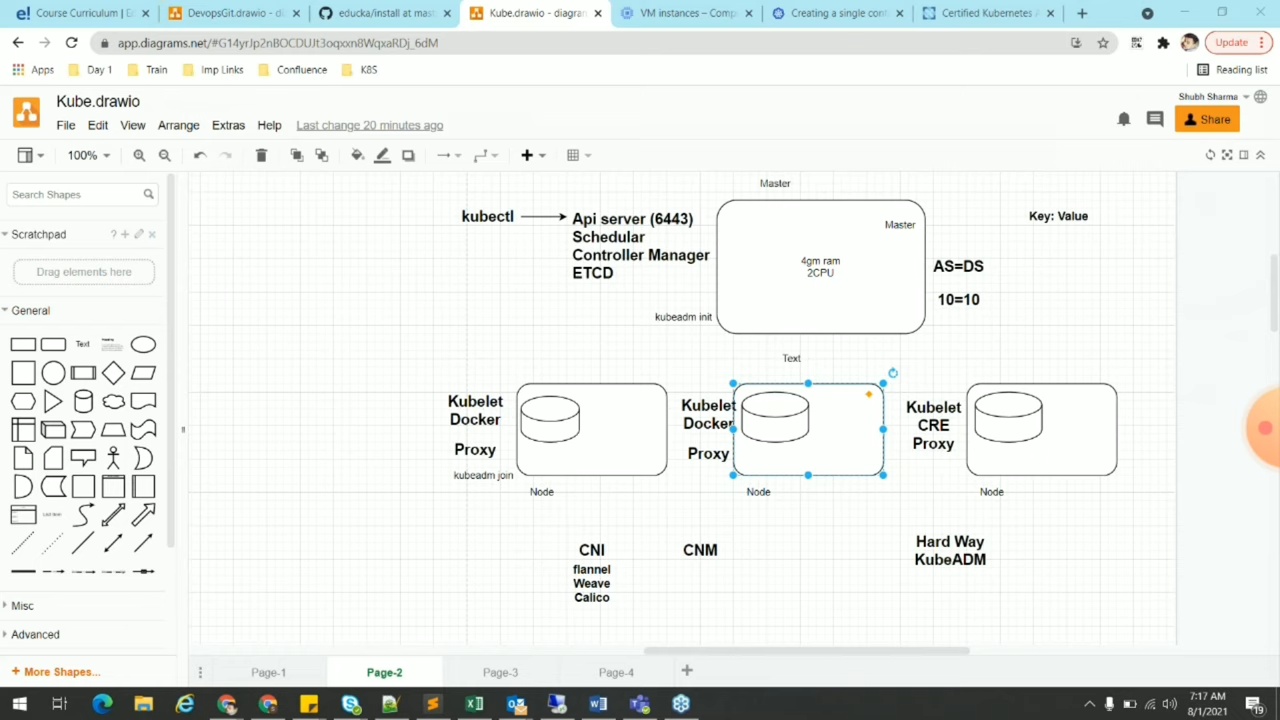 Course Curriculum | Ed
DevopsGit.drawio - di
educka/install at mast
Kube.drawio - diagram
VM instances – Comp
Creating a single cont
Certified Kubernetes A
app.diagrams.net/#G14yrJp2nBOCDUJt3oqxxn8WqxaRDj_6dM
Update
Apps
Day 1
Train
Imp Links
Confluence
K8S
Reading list
Kube.drawio
Shubh Sharma
File Edit View Arrange Extras Help Last change 20 minutes ago
Share
100%
Search Shapes
Scratchpad
Drag elements here
General
Text
Misc
Advanced
+ More Shapes...
Master
kubectl
Api server (6443)
Schedular
Controller Manager
ETCD
kubeadm init
Master
4gm ram
2CPU
Key: Value
AS=DS
10=10
Text
Kubelet
Docker
Proxy
kubeadm join
Node
Kubelet
Docker
Proxy
Node
Kubelet
CRE
Proxy
Node
CNI
flannel
Weave
Calico
CNM
Hard Way
KubeADM
Page-1
Page-2
Page-3
Page-4
7:17 AM
8/1/2021
19